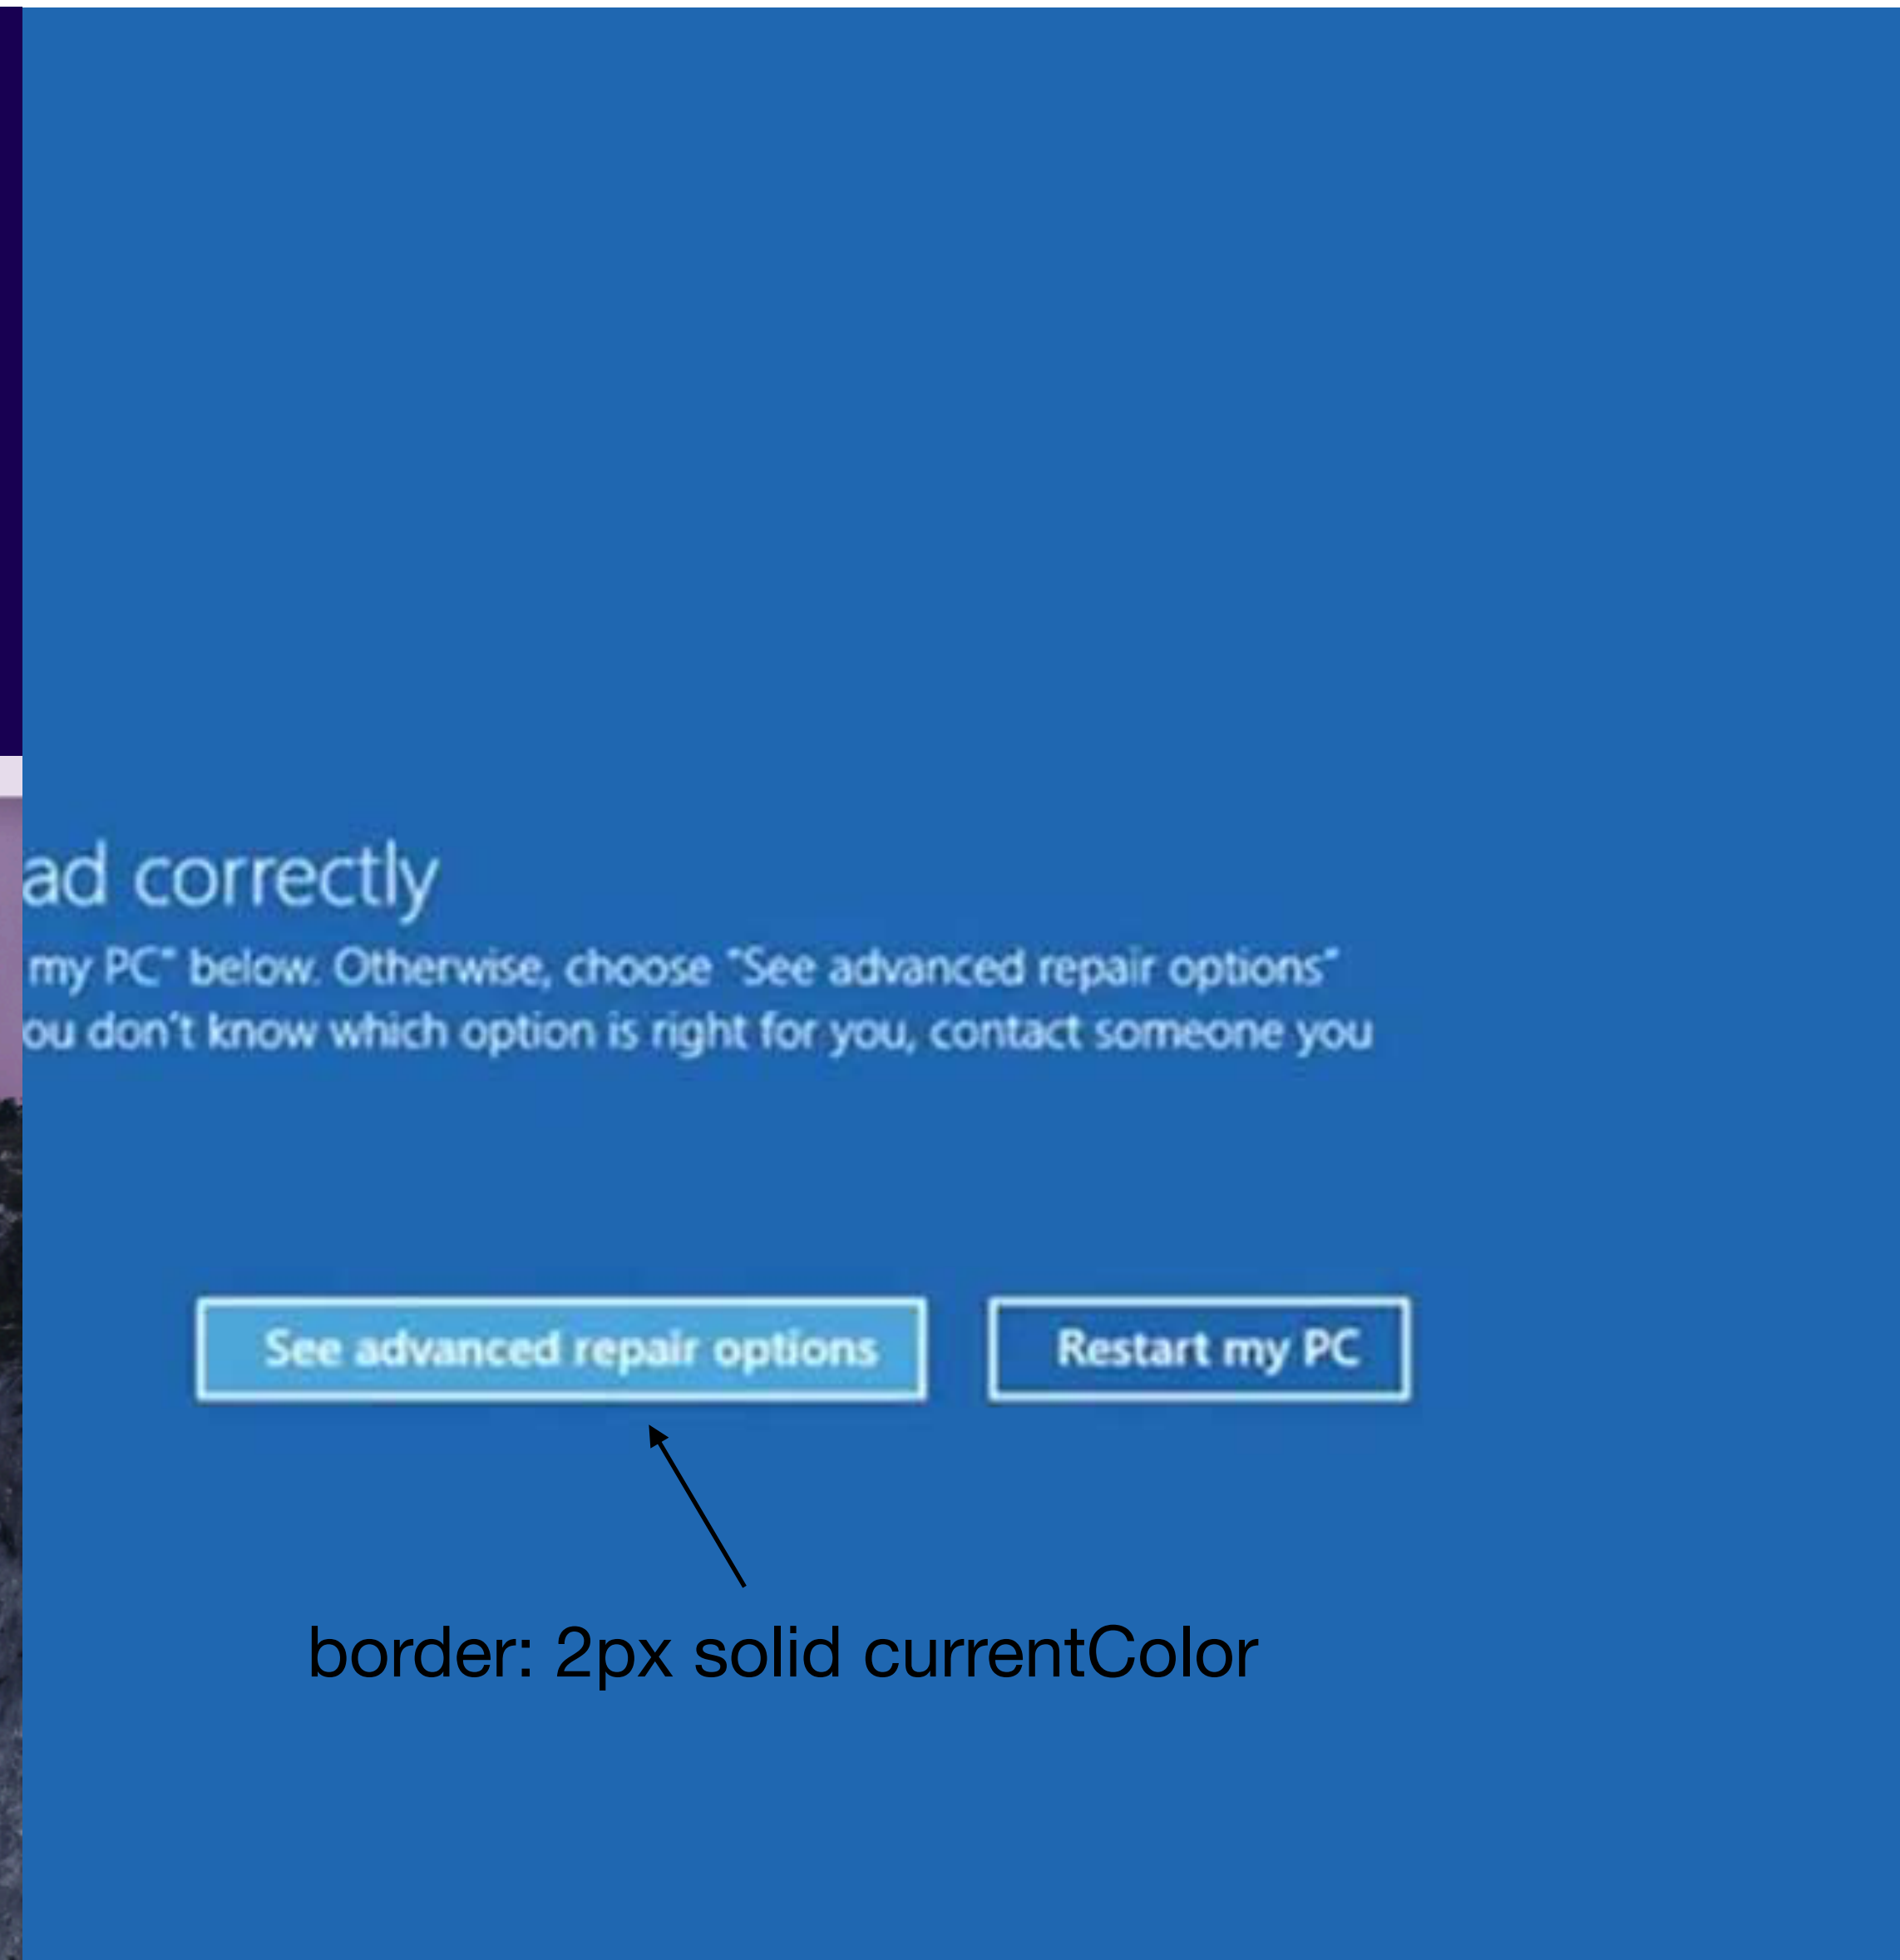 ad correctly
my PC" below. Otherwise, choose "See advanced repair options"
ou don't know which option is right for you, contact someone you
See advanced repair options
Restart my PC
border: 2px solid currentColor